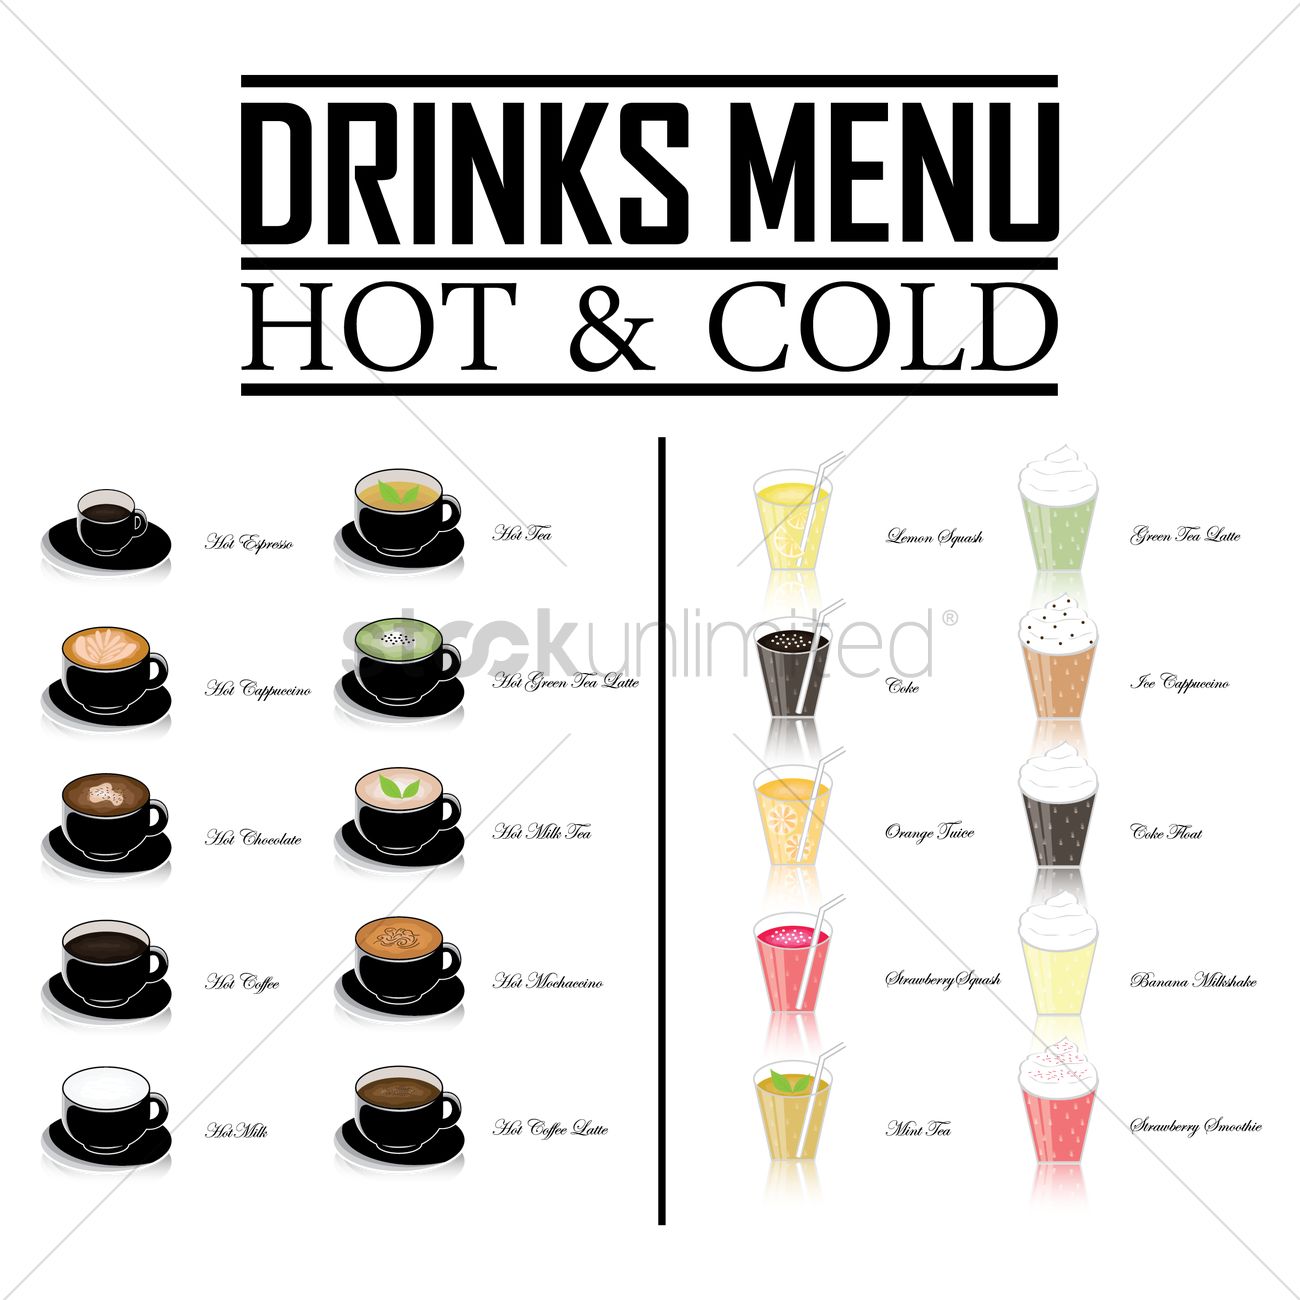 DRINKS MENU
HOT & COLD
Hot Espresso
Hot Cappuccino
Hot Chocolate
Hot Coffee
Hot Milk
Hot Tea
Hot Green Tea Latte
Hot Milk Tea
Hot Mochaccino
Hot Coffee Latte
Lemon Squash
Coke
Orange Juice
Strawberry Squash
Mint Tea
Green Tea Latte
Ice Cappuccino
Coke Float
Banana Milkshake
Strawberry Smoothie
stockunlimited®